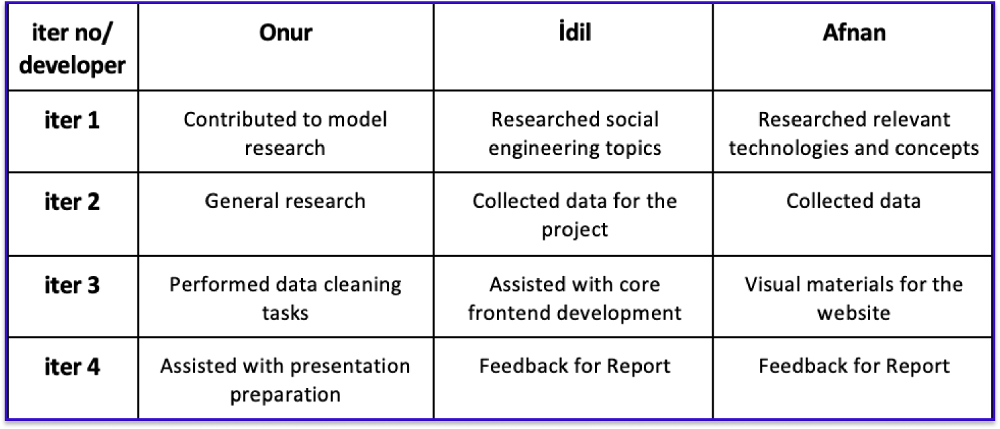 iter no/ Onur İdil Afnan
developer
iter 1 Contributed to model Researched social Researched relevant
research engineering topics technologies and concepts
iter 2 General research Collected data for the Collected data
project
iter 3 Performed data cleaning Assisted with core Visual materials for the
tasks frontend development website
iter 4 Assisted with presentation Feedback for Report Feedback for Report
preparation